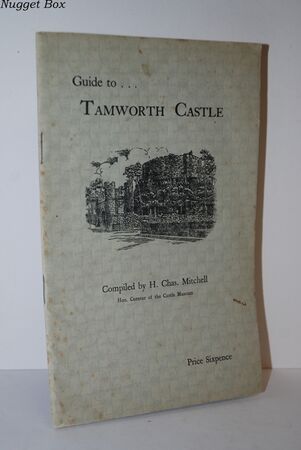 Nugget Box
Guide to . . .
TAMWORTH CASTLE
Compiled by H. Chas. Mitchell
Hon. Curator of the Castle Museum
Price Sixpence